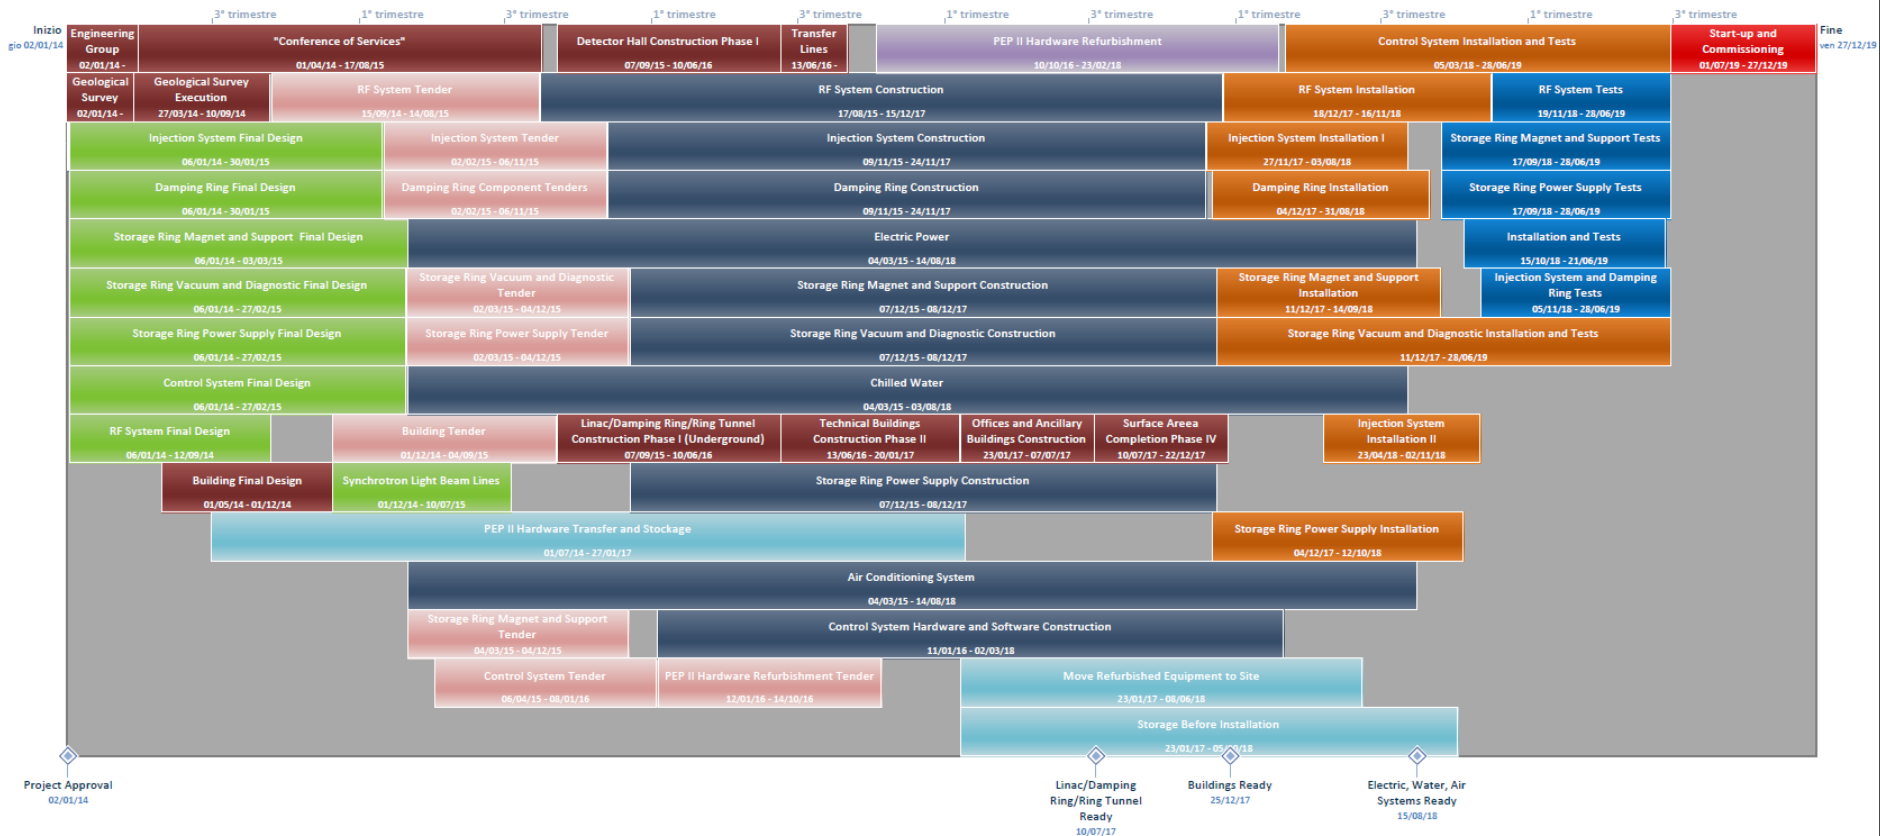 3° trimestre
1° trimestre
3° trimestre
1° trimestre
3° trimestre
1° trimestre
3° trimestre
1° trimestre
3° trimestre
1° trimestre
3° trimestre
Inizio
gio 02/01/14
Engineering
Group
02/01/14 -
"Conference of Services"
01/04/14 - 17/08/15
Detector Hall Construction Phase I
07/09/15 - 10/06/16
Transfer
Lines
13/06/16 -
PEP II Hardware Refurbishment
10/10/16 - 23/02/18
Control System Installation and Tests
05/03/18 - 28/06/19
Start-up and
Commissioning
01/07/19 - 27/12/19
Fine
ven 27/12/19
Geological
Survey
02/01/14 -
Geological Survey
Execution
27/03/14 - 10/09/14
RF System Tender
15/09/14 - 14/08/15
RF System Construction
17/08/15 - 15/12/17
RF System Installation
18/12/17 - 16/11/18
RF System Tests
19/11/18 - 28/06/19
Injection System Final Design
06/01/14 - 30/01/15
Injection System Tender
02/02/15 - 06/11/15
Injection System Construction
09/11/15 - 24/11/17
Injection System Installation I
27/11/17 - 03/08/18
Storage Ring Magnet and Support Tests
17/09/18 - 28/06/19
Damping Ring Final Design
06/01/14 - 30/01/15
Damping Ring Component Tenders
02/02/15 - 06/11/15
Damping Ring Construction
09/11/15 - 24/11/17
Damping Ring Installation
04/12/17 - 31/08/18
Storage Ring Power Supply Tests
17/09/18 - 28/06/19
Storage Ring Magnet and Support Final Design
06/01/14 - 03/03/15
Electric Power
04/03/15 - 14/08/18
Installation and Tests
15/10/18 - 21/06/19
Storage Ring Vacuum and Diagnostic Final Design
06/01/14 - 27/02/15
Storage Ring Vacuum and Diagnostic
Tender
02/03/15 - 04/12/15
Storage Ring Magnet and Support Construction
07/12/15 - 08/12/17
Storage Ring Magnet and Support
Installation
11/12/17 - 14/09/18
Injection System and Damping
Ring Tests
05/11/18 - 28/06/19
Storage Ring Power Supply Final Design
06/01/14 - 27/02/15
Storage Ring Power Supply Tender
02/03/15 - 04/12/15
Storage Ring Vacuum and Diagnostic Construction
07/12/15 - 08/12/17
Storage Ring Vacuum and Diagnostic Installation and Tests
11/12/17 - 28/06/19
Control System Final Design
06/01/14 - 27/02/15
Chilled Water
04/03/15 - 03/08/18
RF System Final Design
06/01/14 - 12/09/14
Building Tender
01/12/14 - 04/09/15
Linac/Damping Ring/Ring Tunnel
Construction Phase I (Underground)
07/09/15 - 10/06/16
Technical Buildings
Construction Phase II
13/06/16 - 20/01/17
Offices and Ancillary
Buildings Construction
23/01/17 - 07/07/17
Surface Areea
Completion Phase IV
10/07/17 - 22/12/17
Injection System
Installation II
23/04/18 - 02/11/18
Building Final Design
01/05/14 - 01/12/14
Synchrotron Light Beam Lines
01/12/14 - 10/07/15
Storage Ring Power Supply Construction
07/12/15 - 08/12/17
PEP II Hardware Transfer and Stockage
01/07/14 - 27/01/17
Storage Ring Power Supply Installation
04/12/17 - 12/10/18
Air Conditioning System
04/03/15 - 14/08/18
Storage Ring Magnet and Support
Tender
04/03/15 - 04/12/15
Control System Hardware and Software Construction
11/01/16 - 02/03/18
Control System Tender
06/04/15 - 08/01/16
PEP II Hardware Refurbishment Tender
12/01/16 - 14/10/16
Move Refurbished Equipment to Site
23/01/17 - 08/06/18
Storage Before Installation
23/01/17 -
Project Approval
02/01/14
Linac/Damping
Ring/Ring Tunnel
Ready
10/07/17
Buildings Ready
25/12/17
Electric, Water, Air
Systems Ready
15/08/18